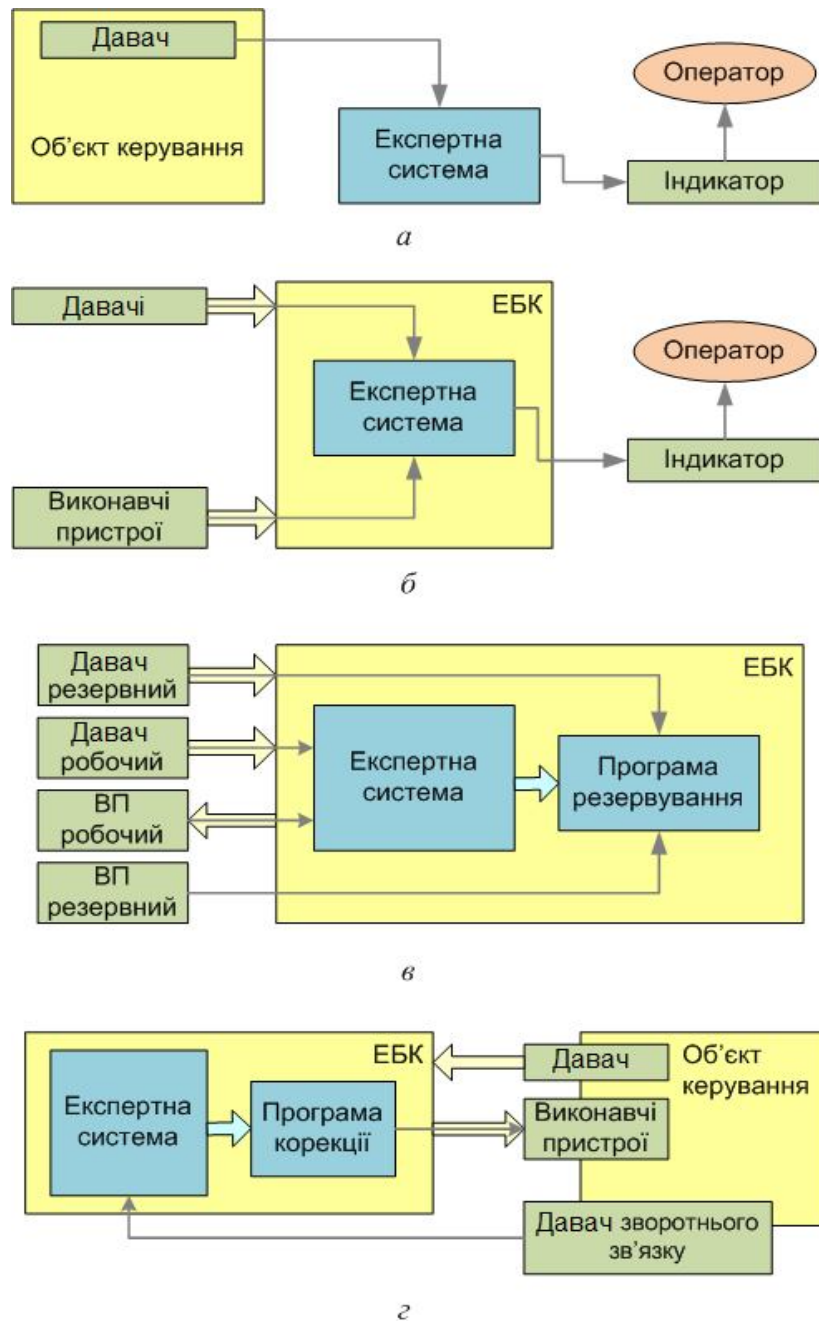 Давач
Об'єкт керування
Експертна
система
Оператор
Індикатор
а
Давачі
ЕБК
Експертна
система
Оператор
Індикатор
Виконавчі
пристрої
б
Давач
резервний
ЕБК
Давач
робочий
Експертна
система
Програма
резервування
ВП
робочий
ВП
резервний
в
ЕБК
Експертна
система
Програма
корекції
Давач
Об'єкт
керування
Виконавчі
пристрої
Давач зворотнього
зв'язку
г